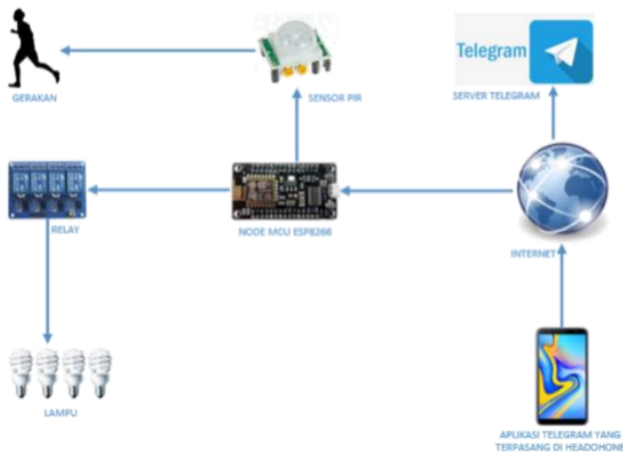 Telegram
GERAKAN
SENSOR PIR
SERVER TELEGRAM
RELAY
NODE MCU ESP8266
INTERNET
LAMPU
APLIKASI TELEGRAM YANG
TERPASANG DI HEADOHONE